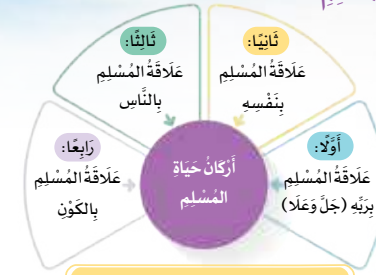 أَوَّلًا:
عَلَاقَةُ المُسْلِمِ
بِرَبِّهِ (جَلَّ وَعَلَا)
ثَانِيًا:
عَلَاقَةُ المُسْلِمِ
بِنَفْسِهِ
ثَالِثًا:
عَلَاقَةُ المُسْلِمِ
بِالنَّاسِ
رَابِعًا:
عَلَاقَةُ المُسْلِمِ
بِالكَوْنِ
أَرْكَانُ حَيَاةِ
المُسْلِمِ